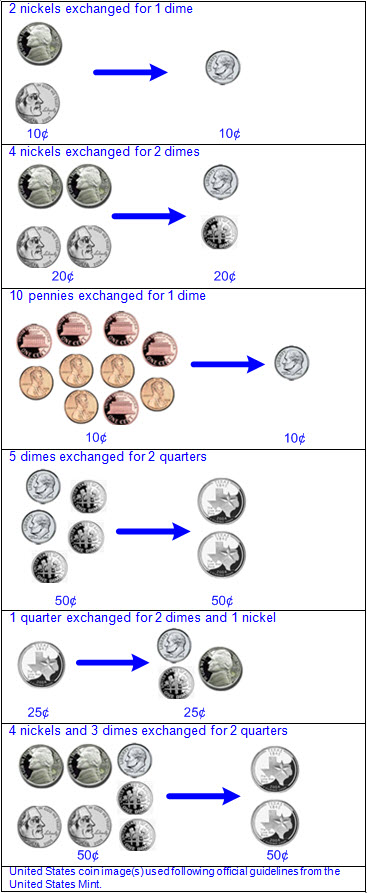 2 nickels exchanged for 1 dime
10¢ 10¢
4 nickels exchanged for 2 dimes
20¢ 20¢
10 pennies exchanged for 1 dime
10¢ 10¢
5 dimes exchanged for 2 quarters
50¢ 50¢
1 quarter exchanged for 2 dimes and 1 nickel
25¢ 25¢
4 nickels and 3 dimes exchanged for 2 quarters
50¢ 50¢
United States coin image(s) used following official guidelines from the
United States Mint.